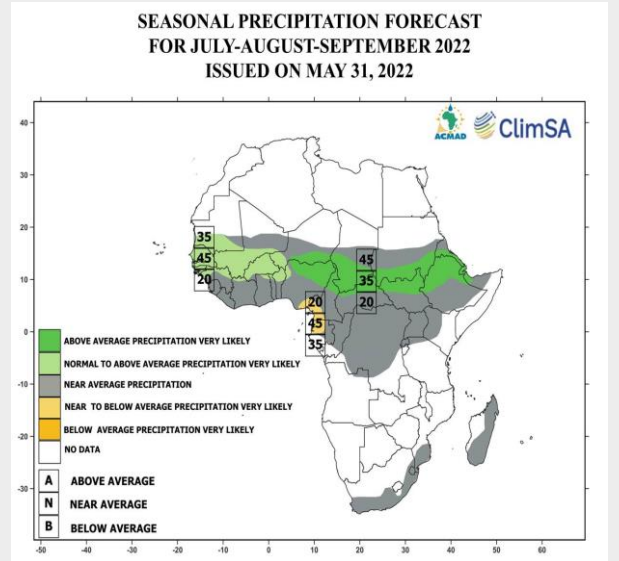 SEASONAL PRECIPITATION FORECAST
FOR JULY-AUGUST-SEPTEMBER 2022
ISSUED ON MAY 31, 2022
ACMAD
ClimSA
40
30
20
10
0
-10
-20
-30
35
45
20
45
35
20
20
45
35
ABOVE AVERAGE PRECIPITATION VERY LIKELY
NORMAL TO ABOVE AVERAGE PRECIPITATION VERY LIKELY
NEAR AVERAGE PRECIPITATION
NEAR TO BELOW AVERAGE PRECIPITATION VERY LIKELY
BELOW AVERAGE PRECIPITATION VERY LIKELY
NO DATA
A ABOVE AVERAGE
N NEAR AVERAGE
B BELOW AVERAGE
-50 -40 -30 -20 -10 0 10 20 30 40 50 60